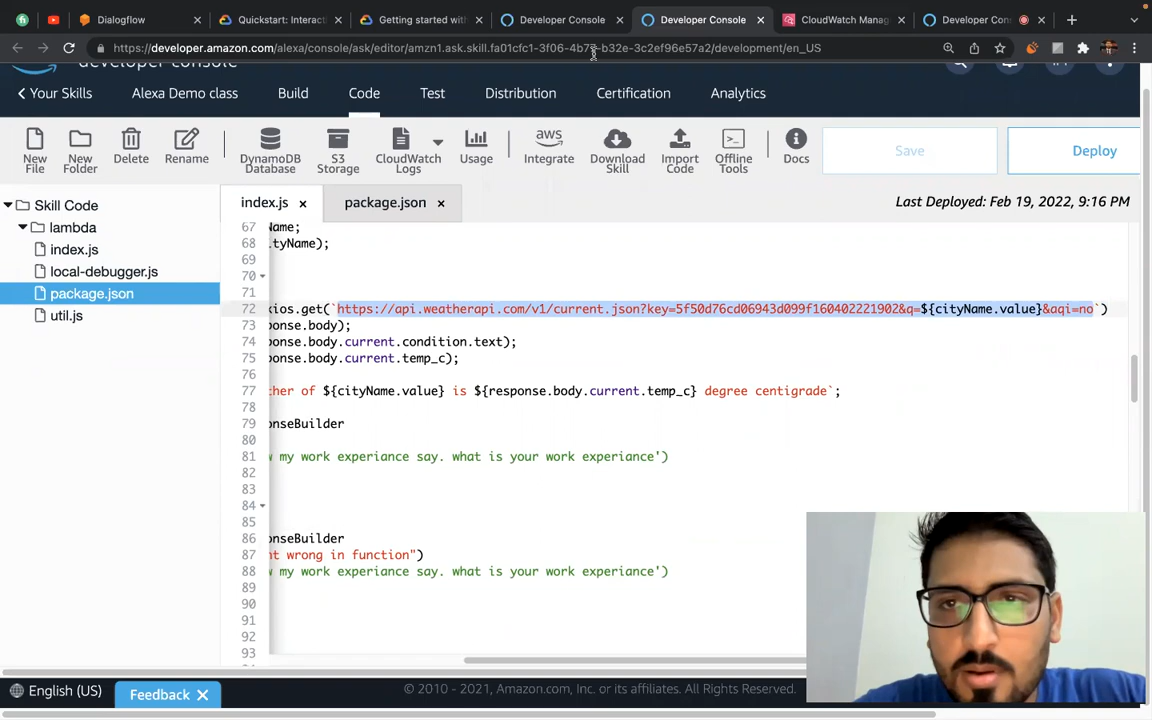 Dialogflow
Quickstart: Interact
Getting started with
Developer Console
Developer Console
CloudWatch Mana
Developer Con
https://developer.amazon.com/alexa/console/ask/editor/amzn1.ask.skill.fa01cfc1-3f06-4b7?-b32e-3c2ef96e57a2/development/en_US
developer console
Your Skills
Alexa Demo class
Build
Code
Test
Distribution
Certification
Analytics
New File
New Folder
Delete
Rename
DynamoDB Database
S3 Storage
CloudWatch Logs
Usage
aws
Integrate
Download Skill
Import Code
Offline Tools
Docs
Save
Deploy
Skill Code
lambda
index.js
local-debugger.js
package.json
util.js
index.js
package.json
Last Deployed: Feb 19, 2022, 9:16 PM
67 Name;
68 ityName);
69
70
71
72 xios.get(`https://api.weatherapi.com/v1/current.json?key=5f50d76cd06943d099f160402221902&q=${cityName.value}&aqi=no`)
73 ponse.body);
74 ponse.body.current.condition.text);
75 ponse.body.current.temp_c);
76
77 ther of ${cityName.value} is ${response.body.current.temp_c} degree centigrade`;
78
79 onseBuilder
80
81 w my work experiance say. what is your work experiance')
82
83
84
85
86 onseBuilder
87 nt wrong in function")
88 w my work experiance say. what is your work experiance')
89
90
91
92
93
English (US)
Feedback
© 2010 - 2021, Amazon.com, Inc. or its affiliates. All Rights Reserved.